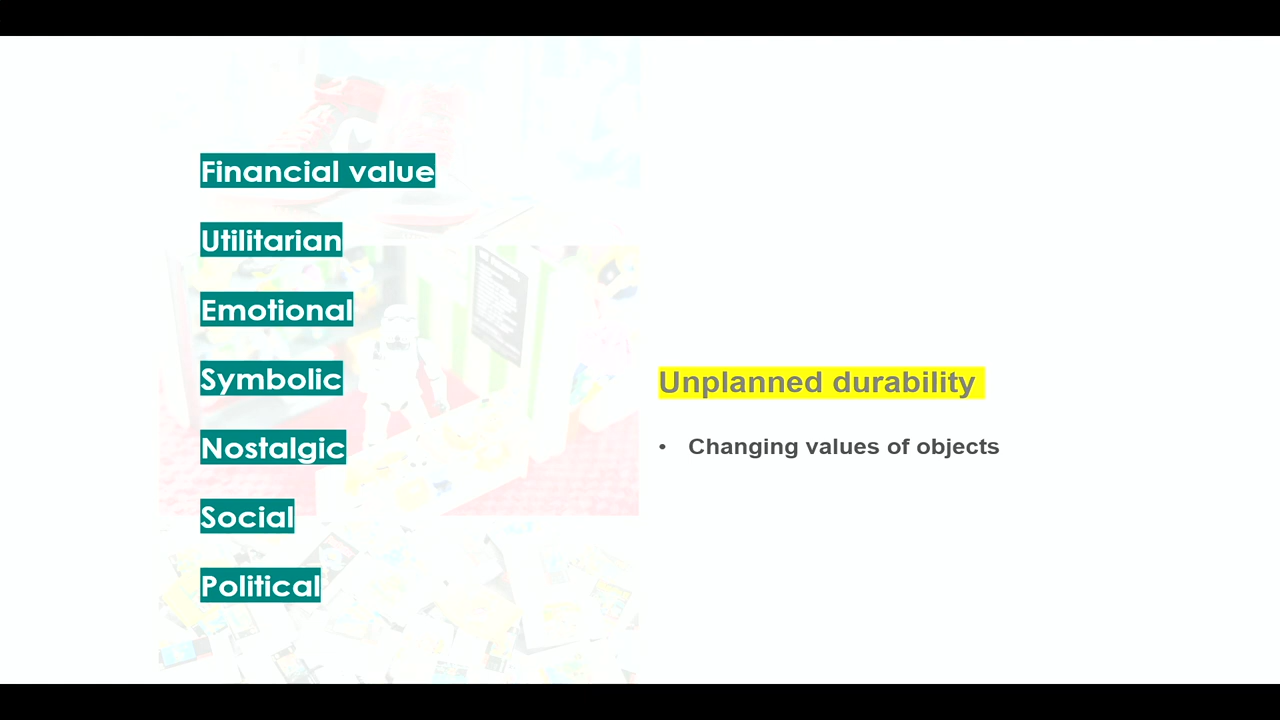 Financial value
Utilitarian
Emotional
Symbolic
Nostalgic
Social
Political
Unplanned durability
• Changing values of objects